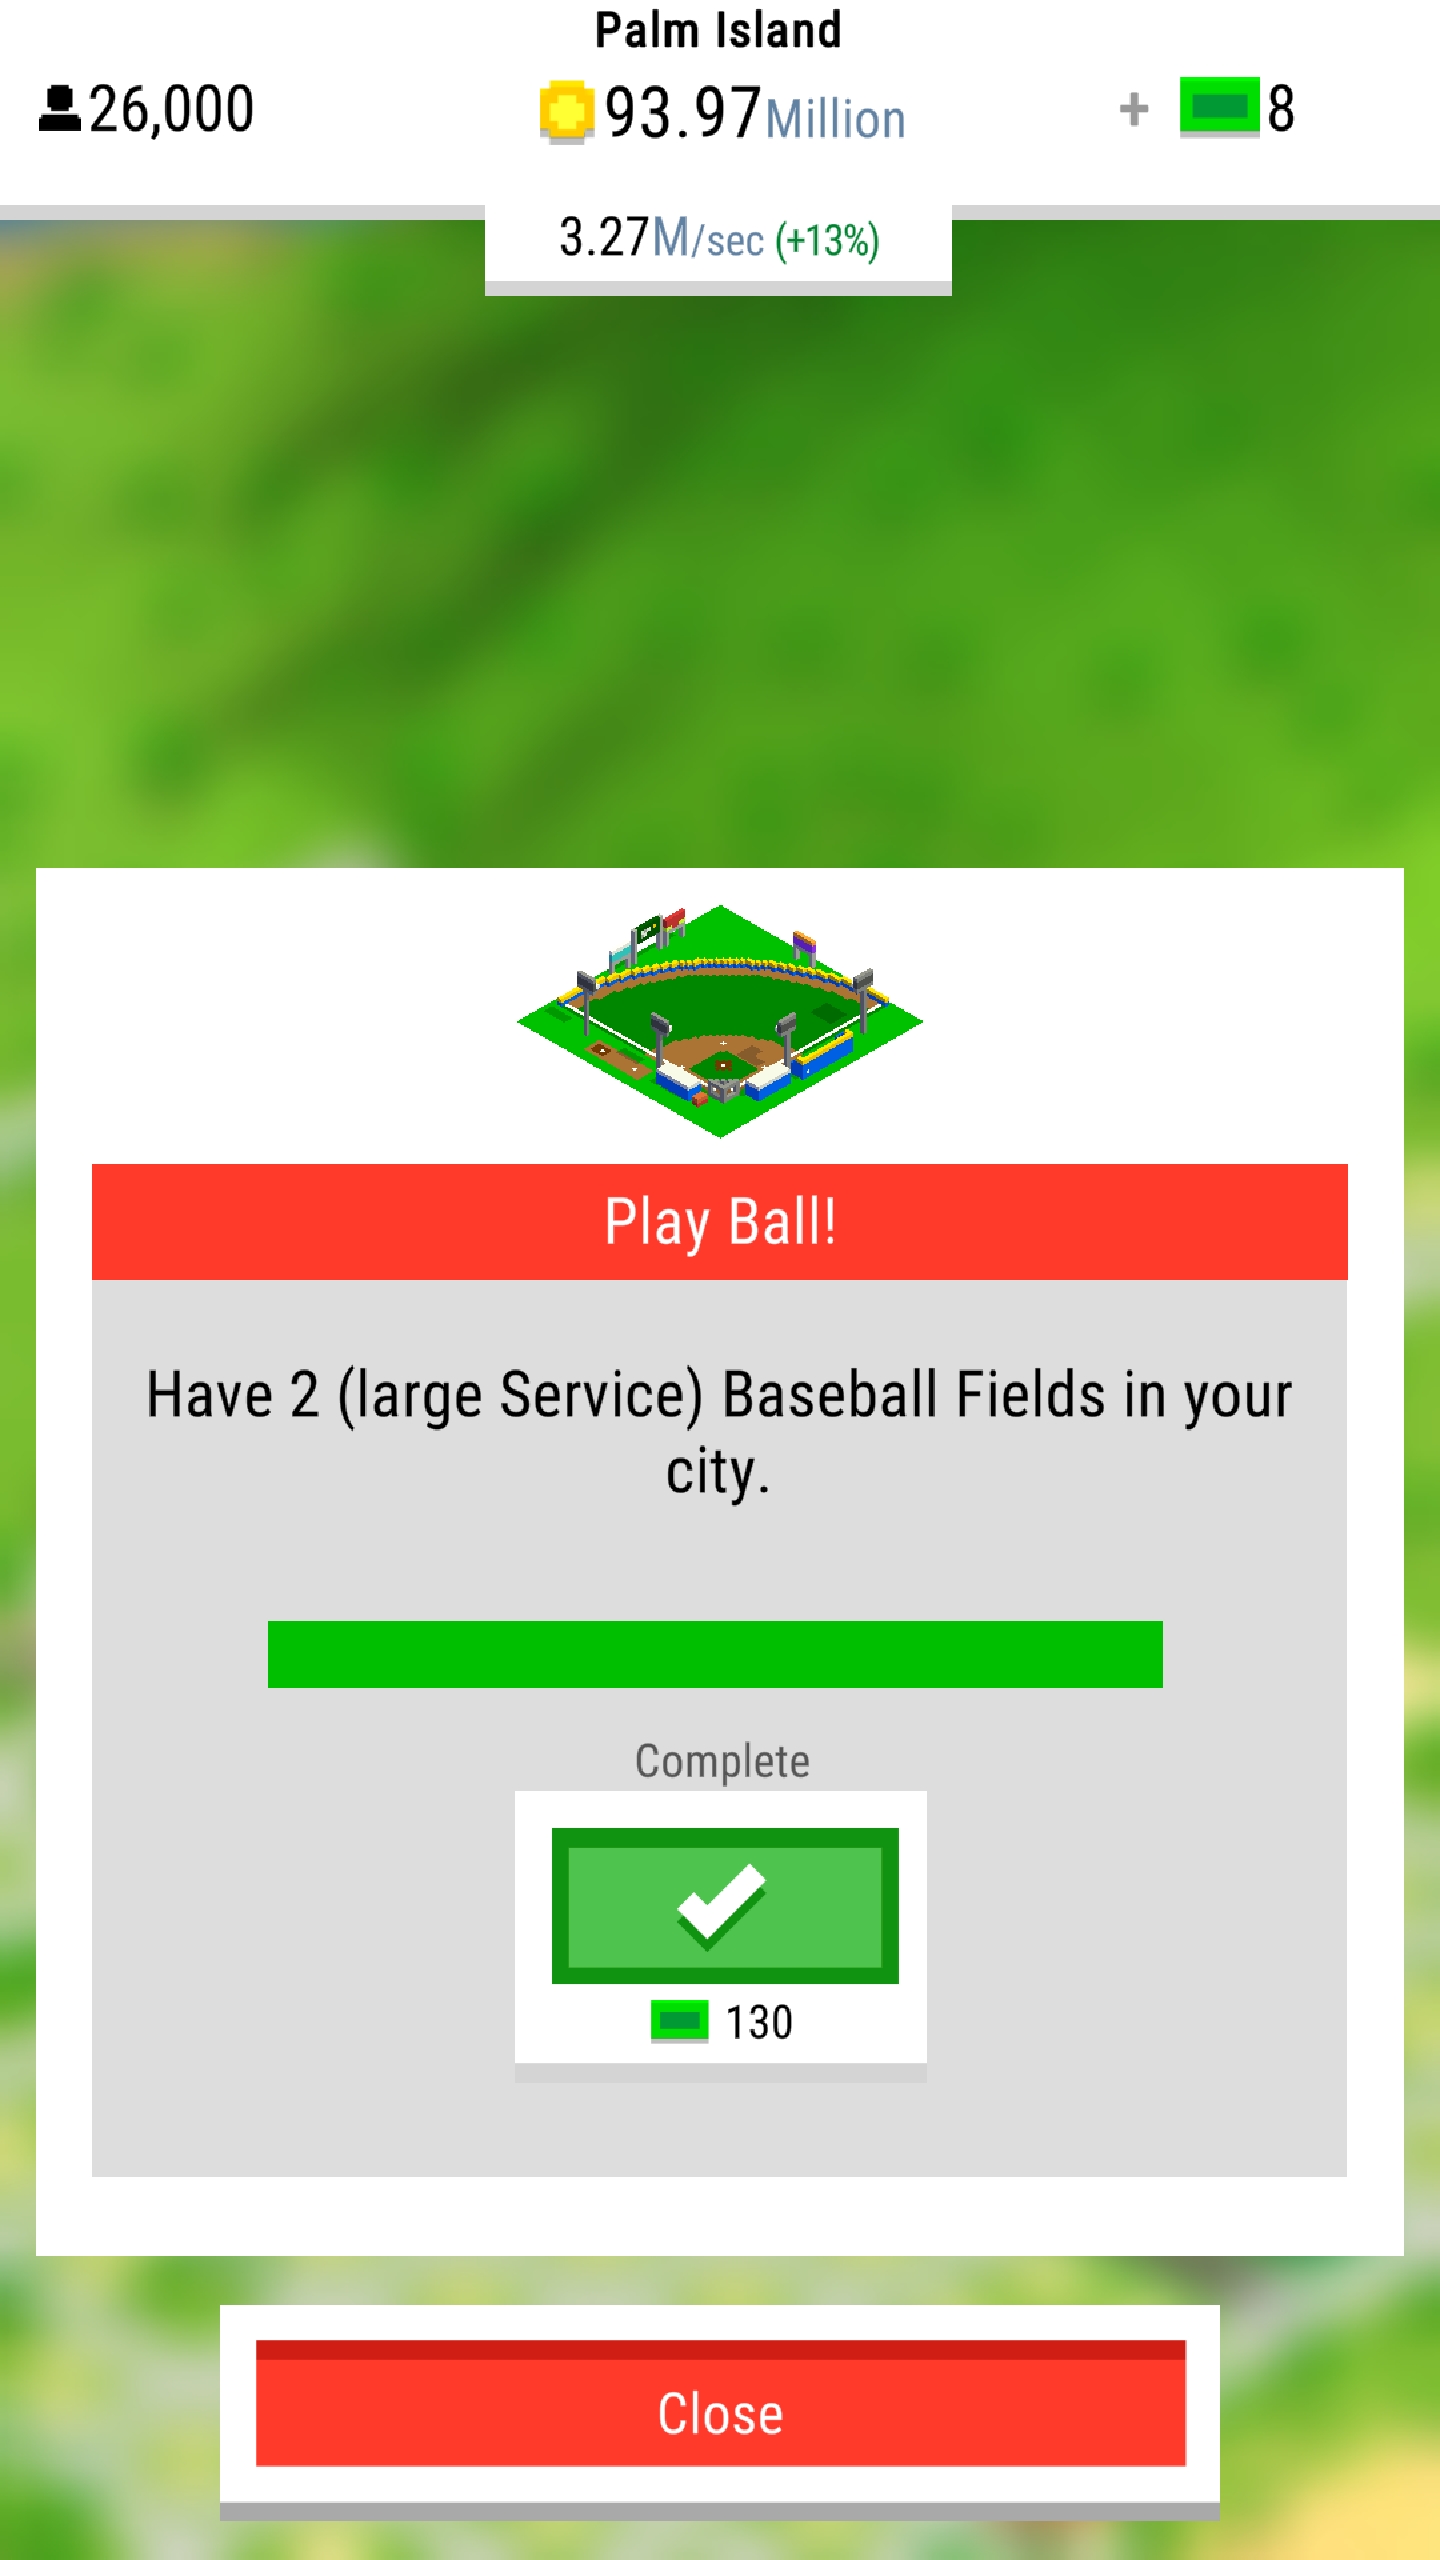 Palm Island
26,000
93.97Million
+ 8
3.27M/sec (+13%)
Play Ball!
Have 2 (large Service) Baseball Fields in your
city.
Complete
130
Close